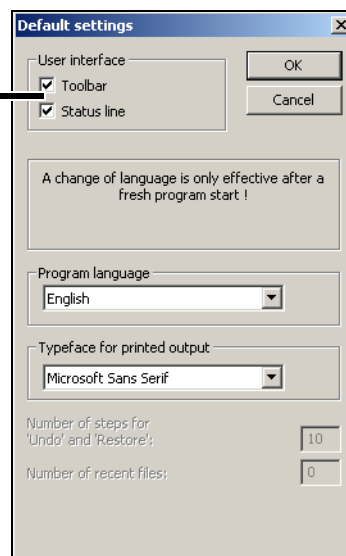 Default settings
User interface
Toolbar
Status line
OK
Cancel
A change of language is only effective after a
fresh program start !
Program language
English
Typeface for printed output
Microsoft Sans Serif
Number of steps for
'Undo' and 'Restore':
10
Number of recent files:
0